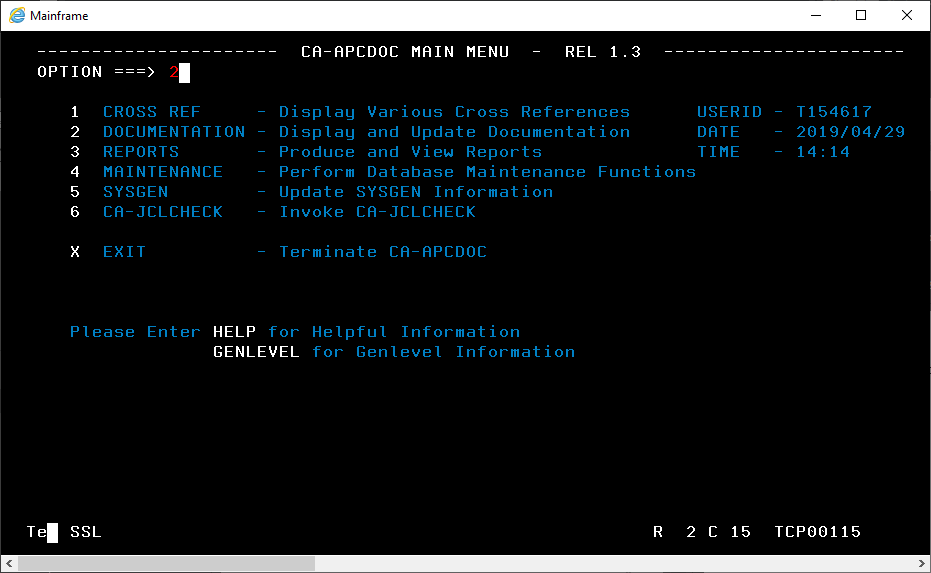 Mainframe
---------------------- CA-APCDOC MAIN MENU - REL 1.3 ----------------------
OPTION ===> 2
1 CROSS REF - Display Various Cross References USERID - T154617
2 DOCUMENTATION - Display and Update Documentation DATE - 2019/04/29
3 REPORTS - Produce and View Reports TIME - 14:14
4 MAINTENANCE - Perform Database Maintenance Functions
5 SYSGEN - Update SYSGEN Information
6 CA-JCLCHECK - Invoke CA-JCLCHECK
X EXIT - Terminate CA-APCDOC
Please Enter HELP for Helpful Information
GENLEVEL for Genlevel Information
Te SSL R 2 C 15 TCP00115